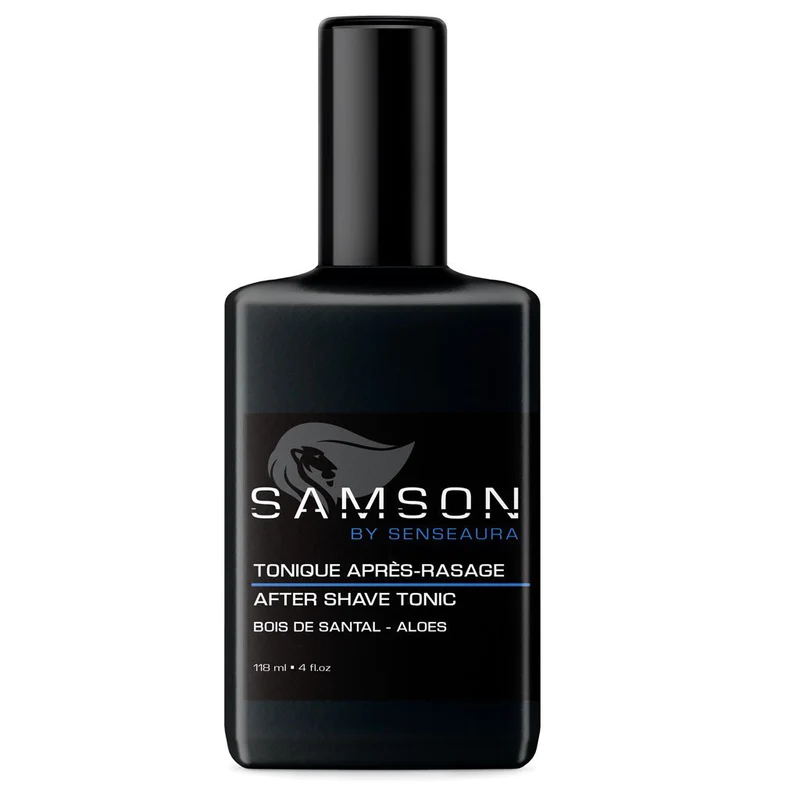 SAMSON
BY SENSEAURA
TONIQUE APRÈS-RASAGE
AFTER SHAVE TONIC
BOIS DE SANTAL - ALOES
118 ml ▪ 4 fl.oz